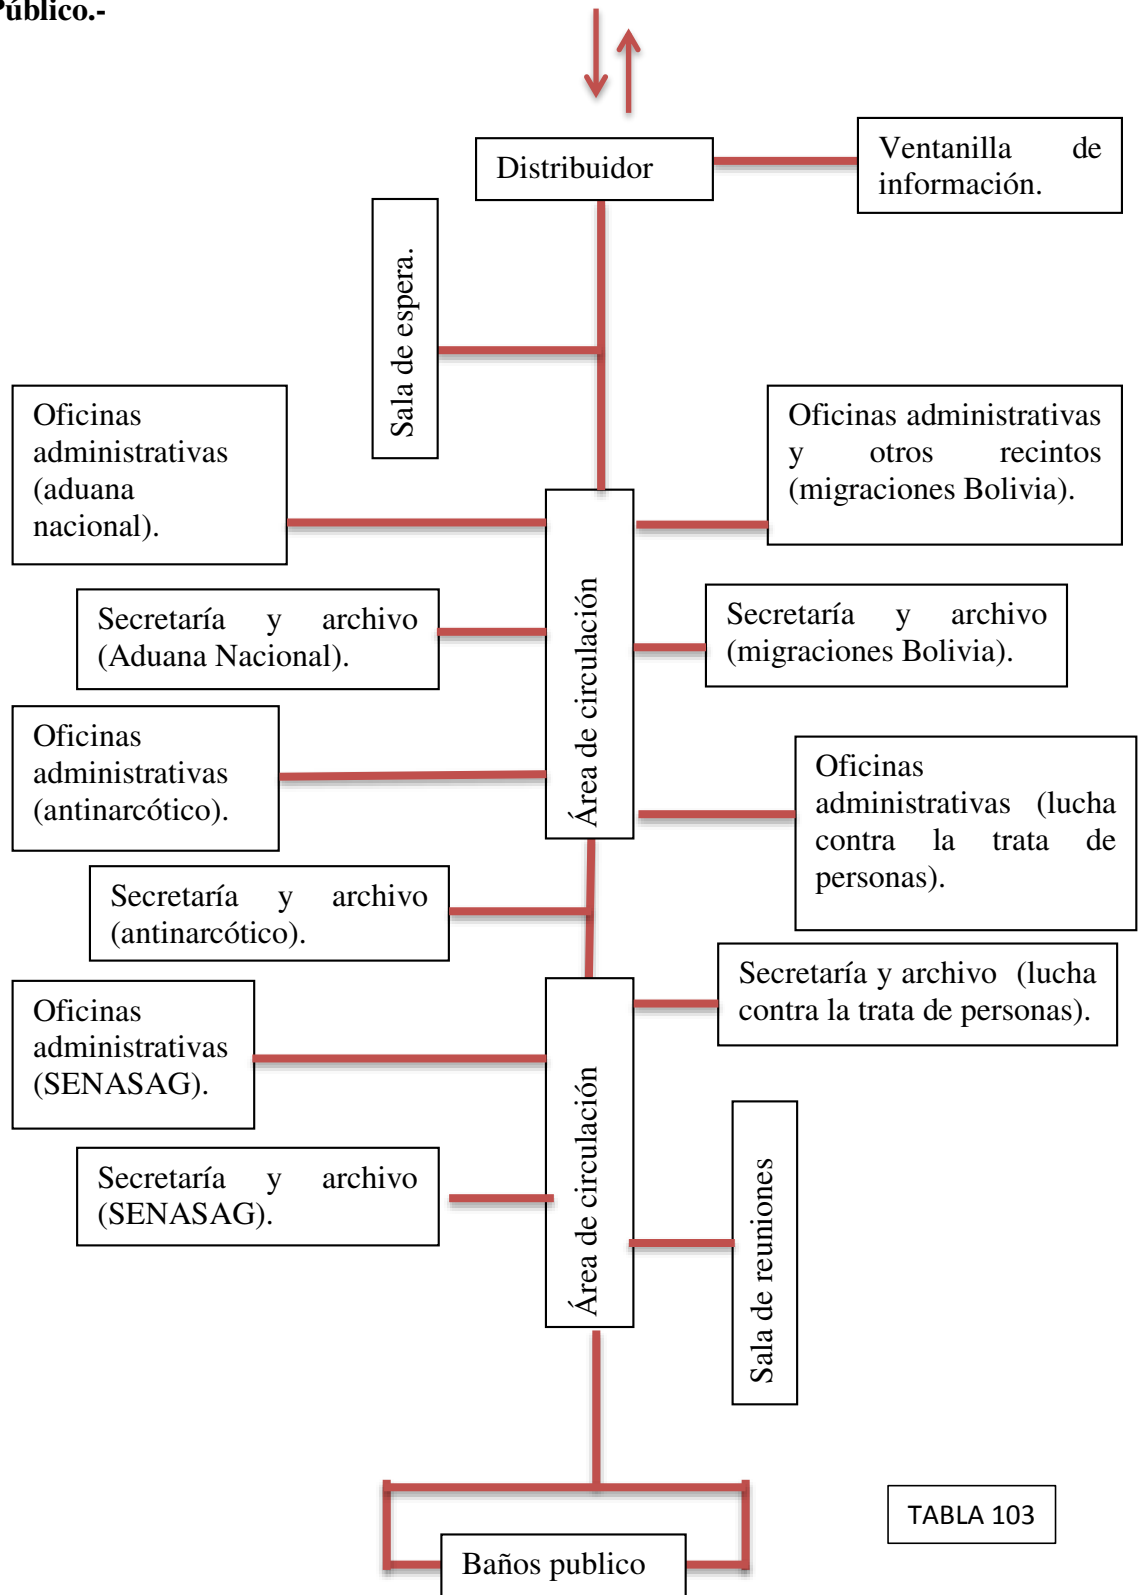 Público.-
Distribuidor
Ventanilla de
información.
Sala de espera.
Oficinas
administrativas
(aduana
nacional).
Oficinas administrativas
y otros recintos
(migraciones Bolivia).
Área de circulación
Secretaría y archivo
(Aduana Nacional).
Secretaría y archivo
(migraciones Bolivia).
Oficinas
administrativas
(antinarcótico).
Oficinas
administrativas (lucha
contra la trata de
personas).
Secretaría y archivo
(antinarcótico).
Secretaría y archivo (lucha
contra la trata de personas).
Oficinas
administrativas
(SENASAG).
Área de circulación
Secretaría y archivo
(SENASAG).
Sala de reuniones
TABLA 103
Baños publico